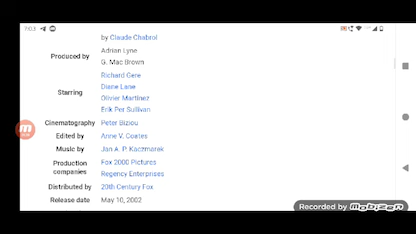 by Claude Chabrol
Produced by Adrian Lyne
G. Mac Brown
Starring Richard Gere
Diane Lane
Olivier Martinez
Erik Per Sullivan
Cinematography Peter Biziou
Edited by Anne V. Coates
Music by Jan A. P. Kaczmarek
Production companies Fox 2000 Pictures
Regency Enterprises
Distributed by 20th Century Fox
Release date May 10, 2002
Recorded by Mobizen